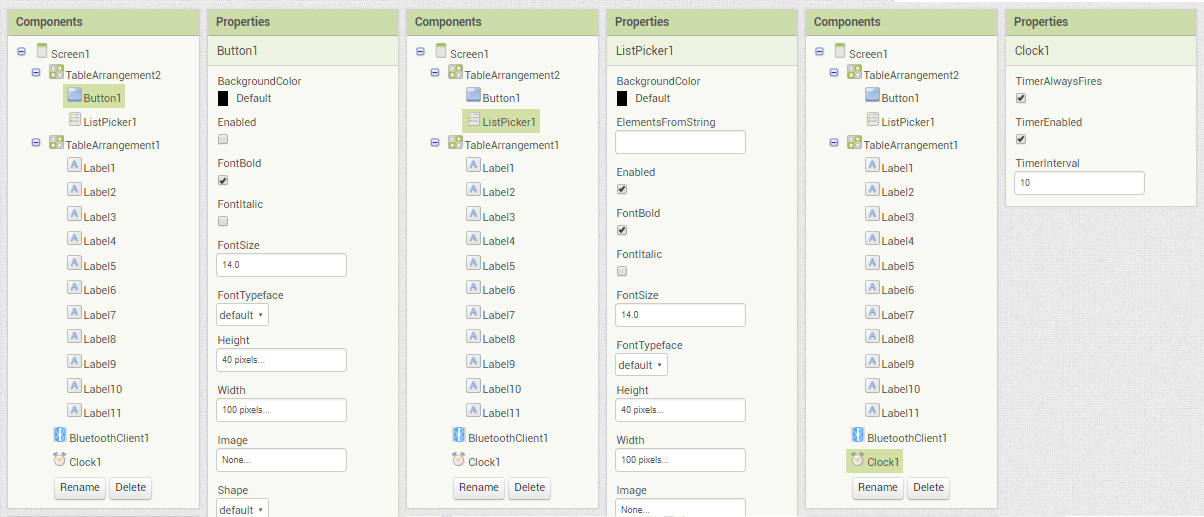 Components
Screen1
TableArrangement2
Button1
ListPicker1
TableArrangement1
Label1
Label2
Label3
Label4
Label5
Label6
Label7
Label8
Label9
Label10
Label11
BluetoothClient1
Clock1
Rename Delete
Properties
Button1
BackgroundColor
Default
Enabled
FontBold
FontItalic
FontSize
14.0
FontTypeface
default
Height
40 pixels...
Width
100 pixels...
Image
None...
Shape
default
Components
Screen1
TableArrangement2
Button1
ListPicker1
TableArrangement1
Label1
Label2
Label3
Label4
Label5
Label6
Label7
Label8
Label9
Label10
Label11
BluetoothClient1
Clock1
Rename Delete
Properties
ListPicker1
BackgroundColor
Default
ElementsFromString
Enabled
FontBold
FontItalic
FontSize
14.0
FontTypeface
default
Height
40 pixels...
Width
100 pixels...
Image
None...
Components
Screen1
TableArrangement2
Button1
ListPicker1
TableArrangement1
Label1
Label2
Label3
Label4
Label5
Label6
Label7
Label8
Label9
Label10
Label11
BluetoothClient1
Clock1
Rename Delete
Properties
Clock1
TimerAlwaysFires
TimerEnabled
TimerInterval
10